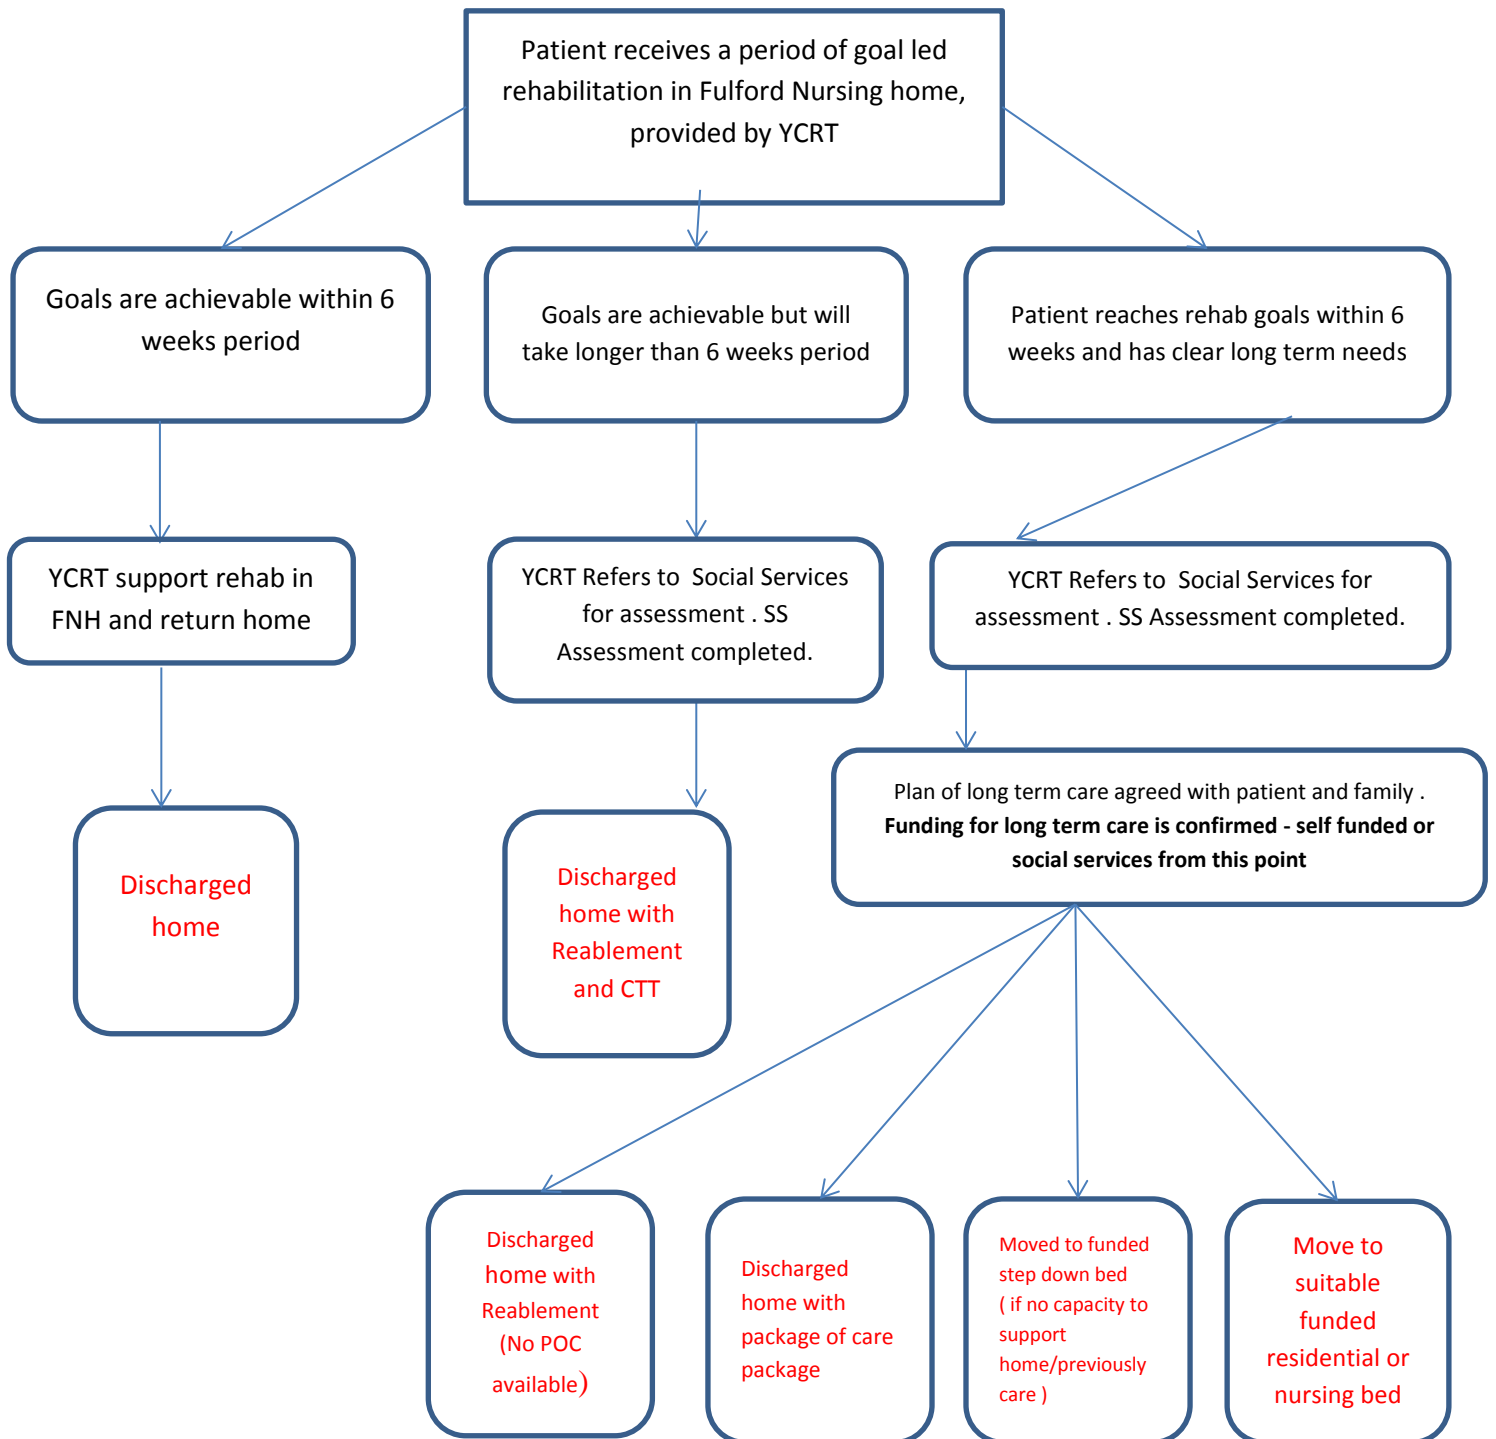 Patient receives a period of goal led
rehabilitation in Fulford Nursing home,
provided by YCRT
Goals are achievable within 6
weeks period
Goals are achievable but will
take longer than 6 weeks period
Patient reaches rehab goals within 6
weeks and has clear long term needs
YCRT support rehab in
FNH and return home
YCRT Refers to Social Services
for assessment . SS
Assessment completed.
YCRT Refers to Social Services for
assessment . SS Assessment completed.
Plan of long term care agreed with patient and family .
Funding for long term care is confirmed - self funded or
social services from this point
Discharged
home
Discharged
home with
Reablement
and CTT
Discharged
home with
Reablement
(No POC
available)
Discharged
home with
package of care
package
Moved to funded
step down bed
( if no capacity to
support
home/previously
care )
Move to
suitable
funded
residential or
nursing bed